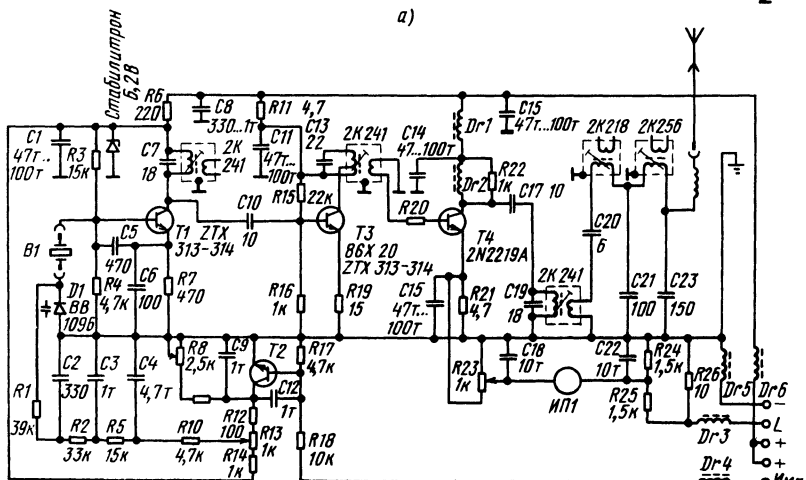 а)
Стабилитрон
6,2В
R6
220
C8
330...1т
R11
4,7
C13
22
C15
47т...100т
Dr1
C1
47т...
100т
R3
15к
C7
18
2К
241
C11
47т...
100т
2К241
C14
47...100т
2К218
2К256
Dr2
R22
1к
C17 10
R15
22к
C10
10
R20
C20
6
T1
ZTX
313-314
T3
BGX 20
ZTX 313-314
T4
2N2219A
B1
C5
470
R4
4,7к
C6
100
R7
470
D1
BB
109Б
R16
1к
R19
15
C15
47т...
100т
R21
4,7
C19
18
2К241
C21
100
C23
150
R8
2,5к
C9
1т
T2
R17
4,7к
R23
1к
C18
10т
C22
10т
R24
1,5к
R26
10
Dr5
Dr6
R1
39к
C2
330
C3
1т
C4
4,7т
C12
1т
R12
100
R13
1к
R14
1к
R18
10к
ИП1
R25
1,5к
R2
33к
R5
15к
R10
4,7к
Dr3
Dr4
−
L
+
+